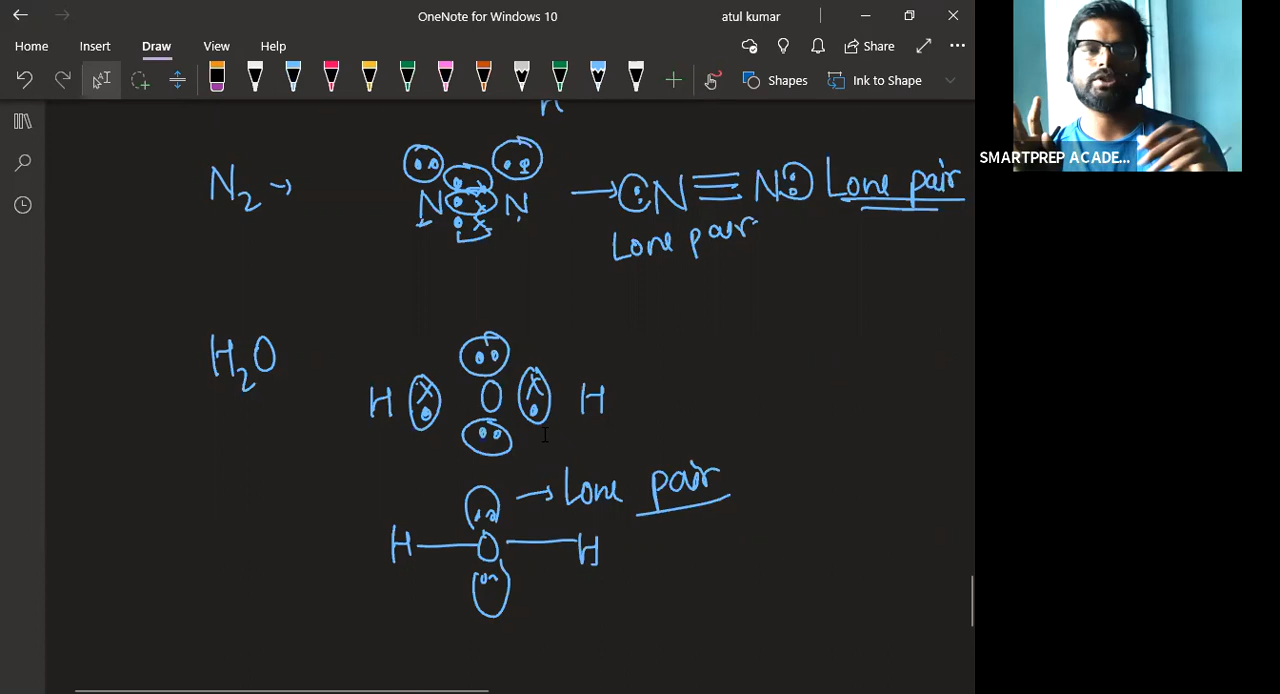 OneNote for Windows 10
atul kumar
Home Insert Draw View Help
Share
Shapes
Ink to Shape
SMARTPREP ACADE...
n
N2 → N N → N ≡ N Lone pair
Lone pair
H2O
H x O x H
→ Lone pair
H — O — H